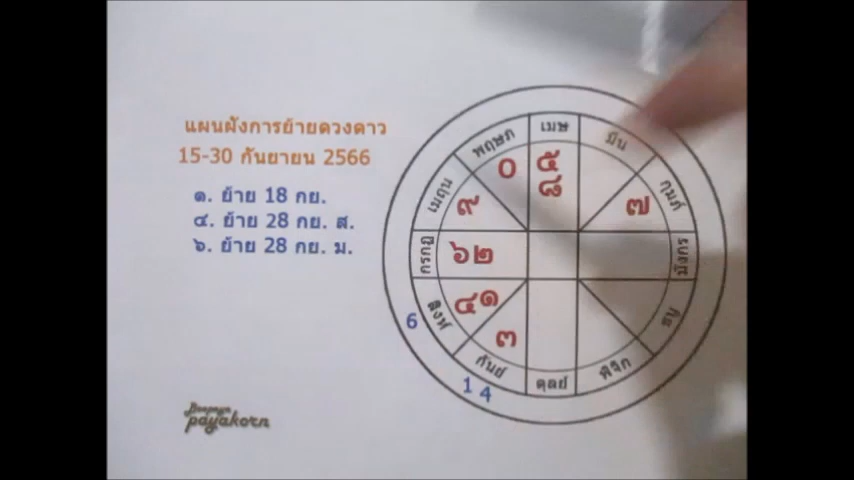 แผนผังการย้ายดวงดาว
15-30 กันยายน 2566
๑. ย้าย 18 กย.
๔. ย้าย 28 กย. ส.
๖. ย้าย 28 กย. ม.
เมษ
พฤษภ
มีน
๕
๘
๐
เมถุน
กุมภ์
๙
๗
กรกฎ
๖๒
มังกร
สิงห์
๔๑
ธนู
6
๓
กันย์
ตุลย์
พิจิก
1 4
payakorn